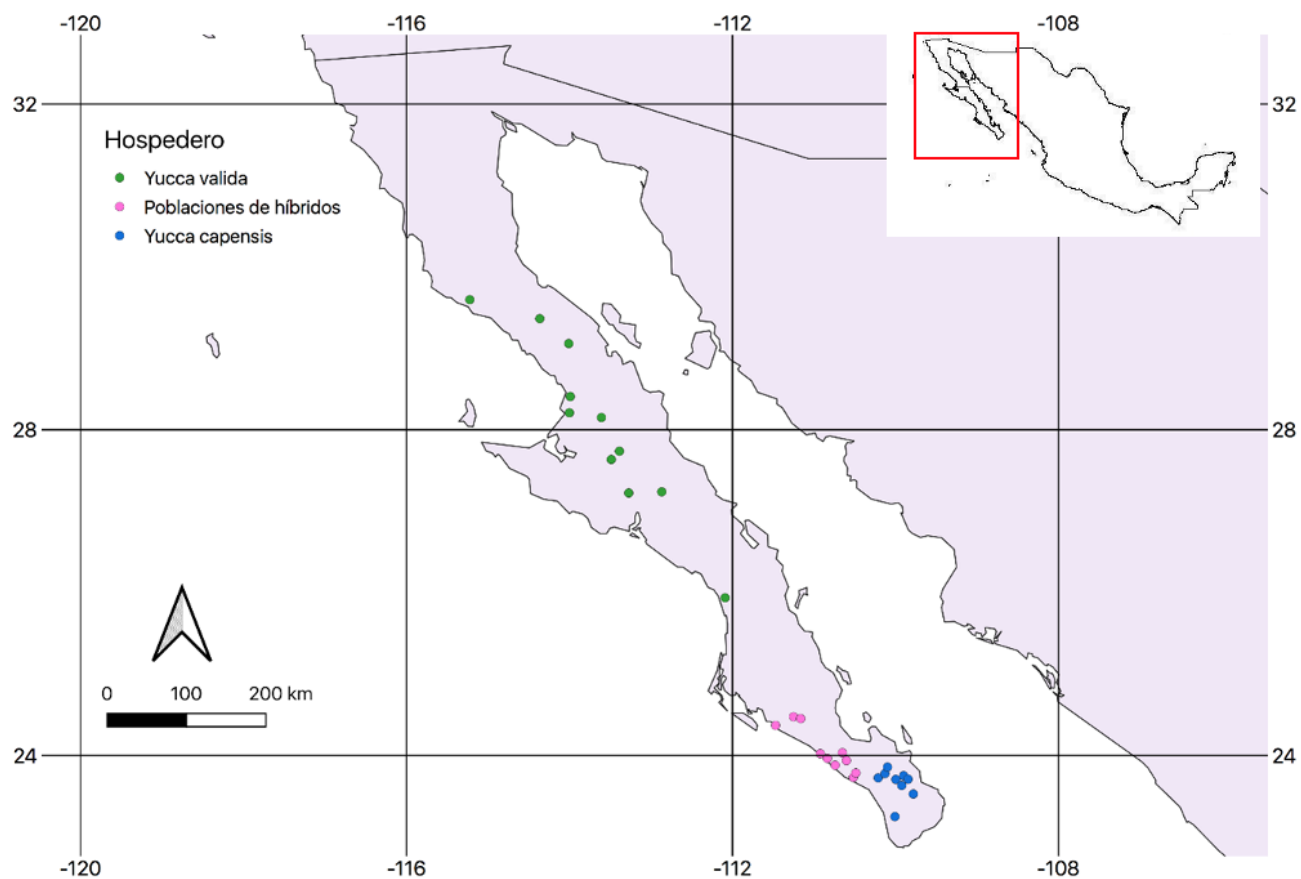 -120 -116 -112 -108
32 32
Hospedero
Yucca valida
Poblaciones de híbridos
Yucca capensis
28 28
0 100 200 km
24 24
-120 -116 -112 -108